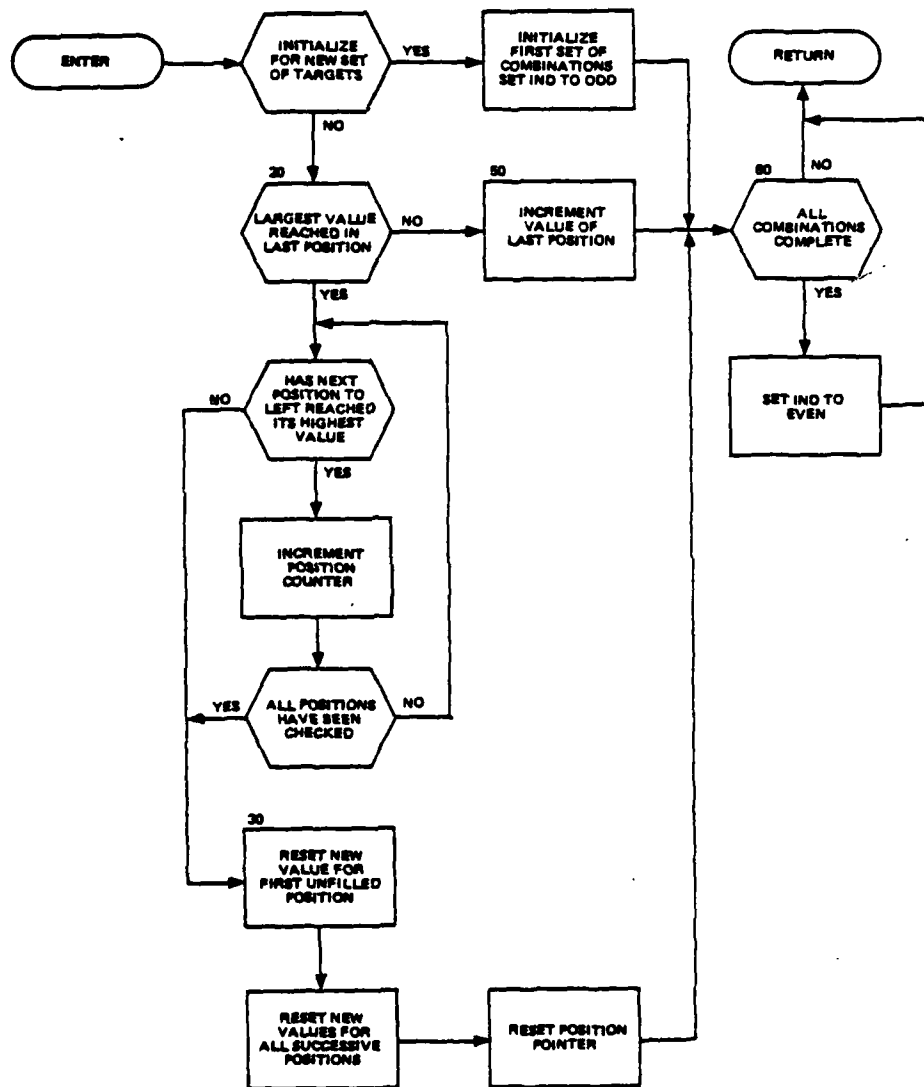 ENTER
INITIALIZE
FOR NEW SET
OF TARGETS
YES
INITIALIZE
FIRST SET OF
COMBINATIONS
SET IND TO ODD
RETURN
NO
20
LARGEST VALUE
REACHED IN
LAST POSITION
NO
50
INCREMENT
VALUE OF
LAST POSITION
NO
60
ALL
COMBINATIONS
COMPLETE
YES
YES
SET IND TO
EVEN
HAS NEXT
POSITION TO
LEFT REACHED
ITS HIGHEST
VALUE
NO
YES
INCREMENT
POSITION
COUNTER
YES
ALL POSITIONS
HAVE BEEN
CHECKED
NO
30
RESET NEW
VALUE FOR
FIRST UNFILLED
POSITION
RESET NEW
VALUES FOR
ALL SUCCESSIVE
POSITIONS
RESET POSITION
POINTER